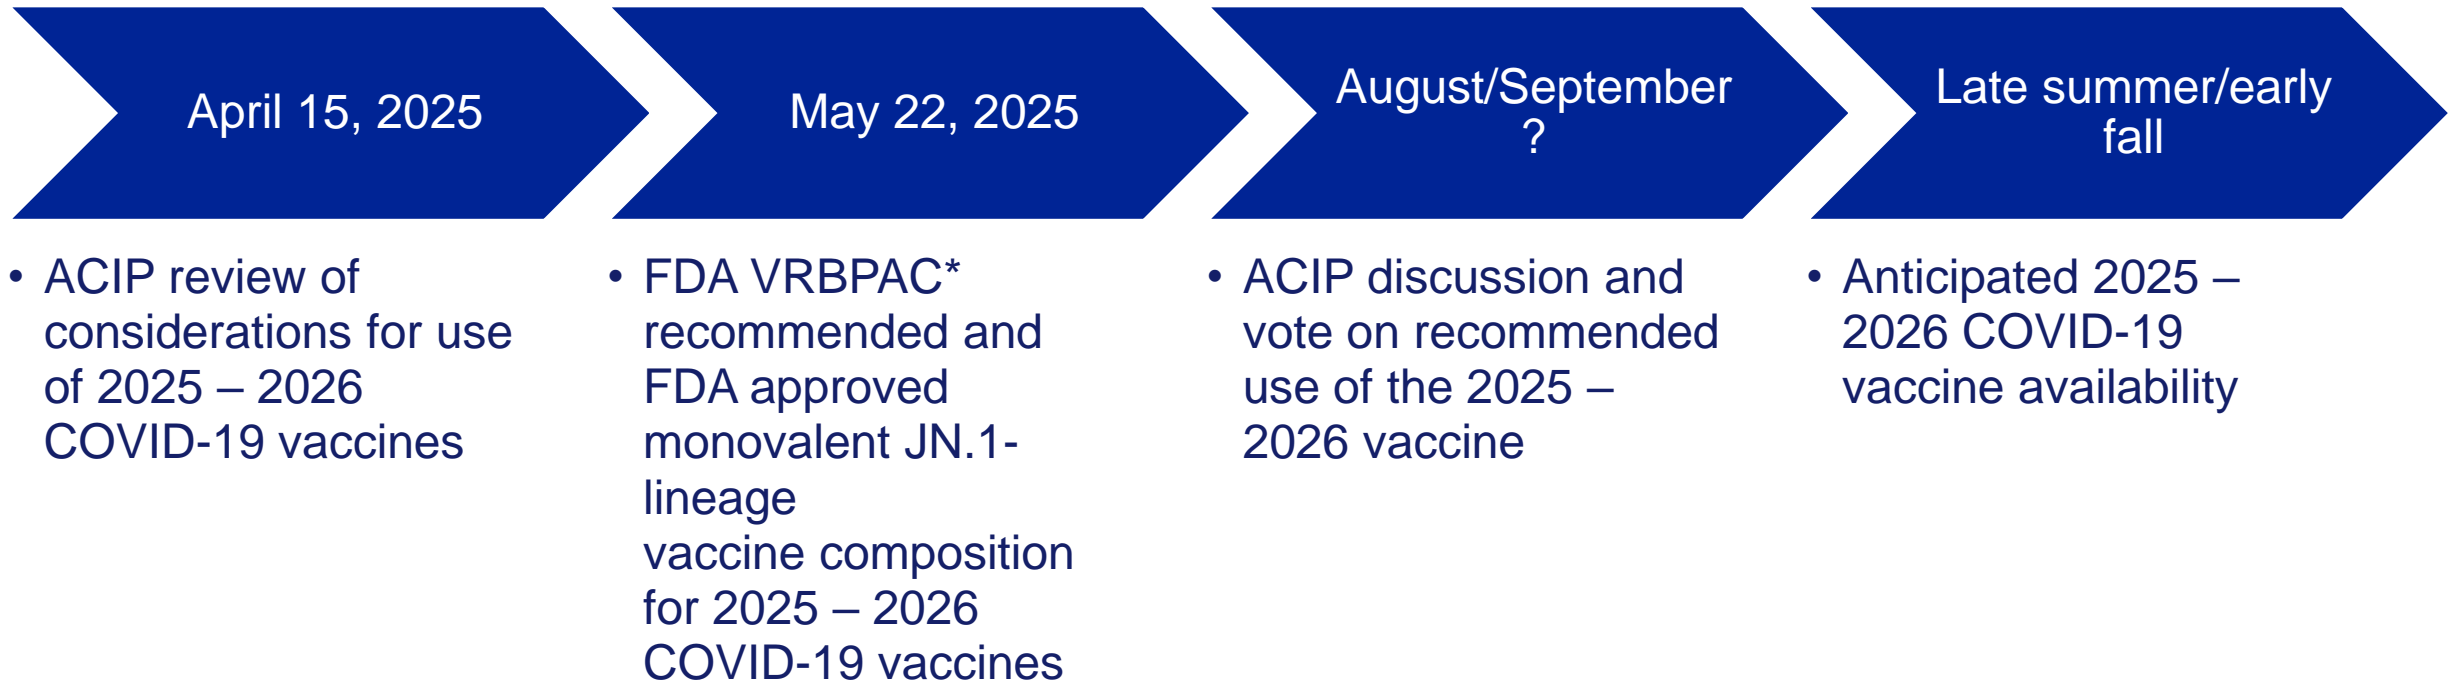 April 15, 2025
• ACIP review of
considerations for use
of 2025 – 2026
COVID-19 vaccines
May 22, 2025
• FDA VRBPAC*
recommended and
FDA approved
monovalent JN.1-
lineage
vaccine composition
for 2025 – 2026
COVID-19 vaccines
August/September
?
• ACIP discussion and
vote on recommended
use of the 2025 –
2026 vaccine
Late summer/early
fall
• Anticipated 2025 –
2026 COVID-19
vaccine availability